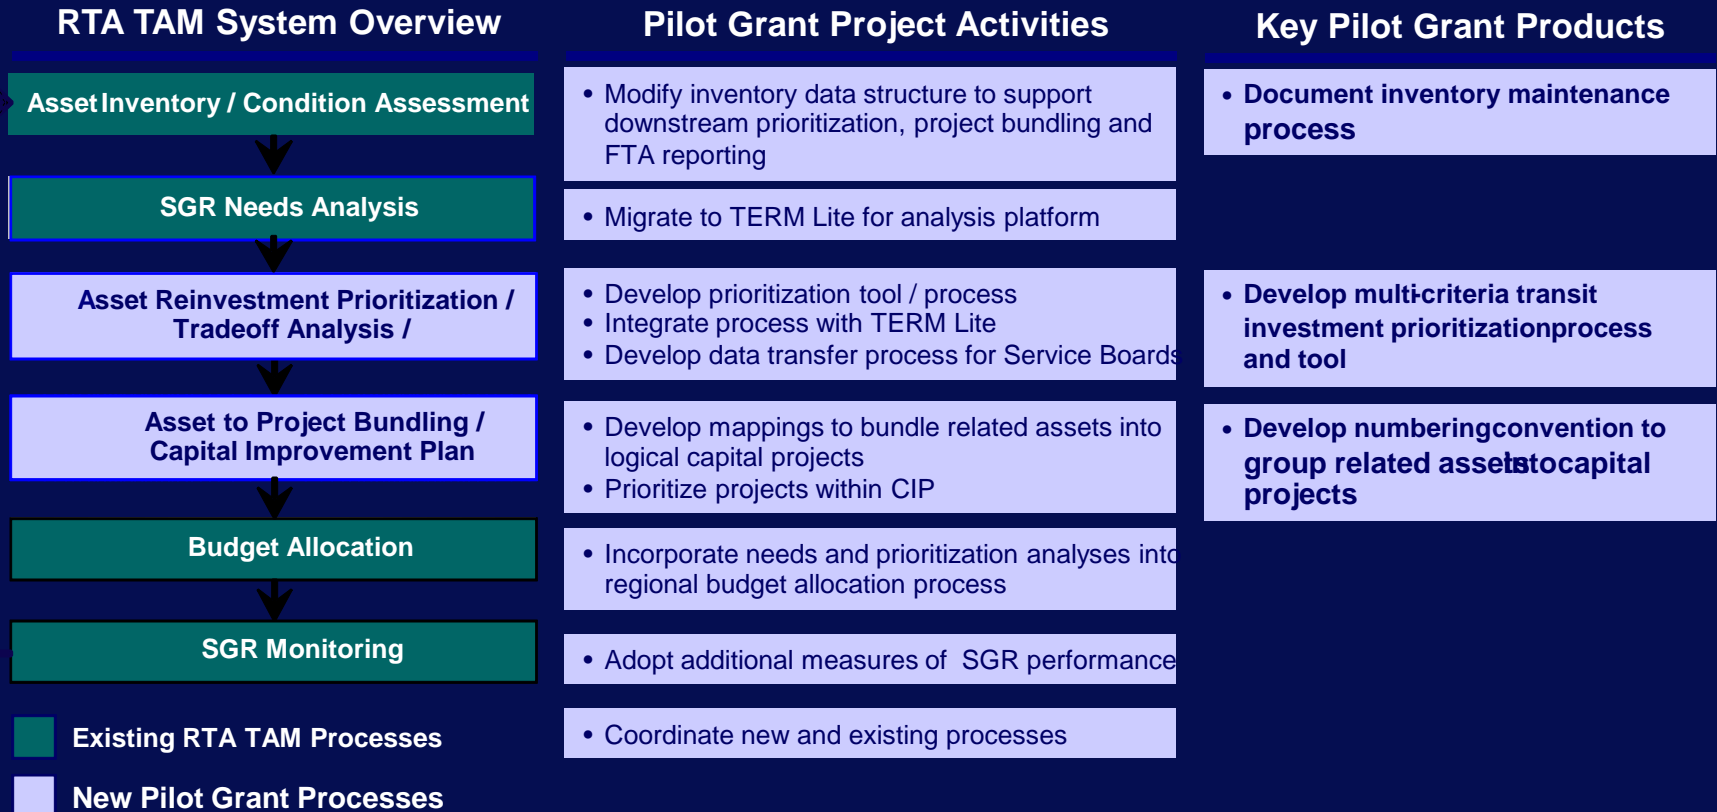 RTA TAM System Overview
Asset Inventory / Condition Assessment
SGR Needs Analysis
Asset Reinvestment Prioritization /
Tradeoff Analysis /
Asset to Project Bundling /
Capital Improvement Plan
Budget Allocation
SGR Monitoring
Existing RTA TAM Processes
New Pilot Grant Processes
Pilot Grant Project Activities
• Modify inventory data structure to support
downstream prioritization, project bundling and
FTA reporting
• Migrate to TERM Lite for analysis platform
• Develop prioritization tool / process
• Integrate process with TERM Lite
• Develop data transfer process for Service Boards
• Develop mappings to bundle related assets into
logical capital projects
• Prioritize projects within CIP
• Incorporate needs and prioritization analyses into
regional budget allocation process
• Adopt additional measures of SGR performance
• Coordinate new and existing processes
Key Pilot Grant Products
• Document inventory maintenance
process
• Develop multi-criteria transit
investment prioritization process
and tool
• Develop numbering convention to
group related assets into capital
projects